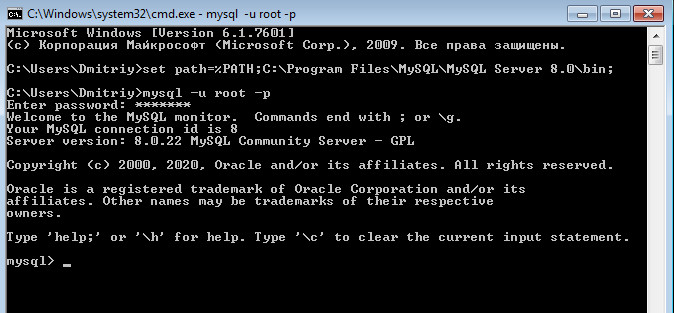 C:\Windows\system32\cmd.exe - mysql -u root -p
Microsoft Windows [Version 6.1.7601]
(c) Корпорация Майкрософт (Microsoft Corp.), 2009. Все права защищены.
C:\Users\Dmitriy>set path=%PATH;C:\Program Files\MySQL\MySQL Server 8.0\bin;
C:\Users\Dmitriy>mysql -u root -p
Enter password: *******
Welcome to the MySQL monitor.  Commands end with ; or \g.
Your MySQL connection id is 8
Server version: 8.0.22 MySQL Community Server - GPL
Copyright (c) 2000, 2020, Oracle and/or its affiliates. All rights reserved.
Oracle is a registered trademark of Oracle Corporation and/or its
affiliates. Other names may be trademarks of their respective
owners.
Type 'help;' or '\h' for help. Type '\c' to clear the current input statement.
mysql> _